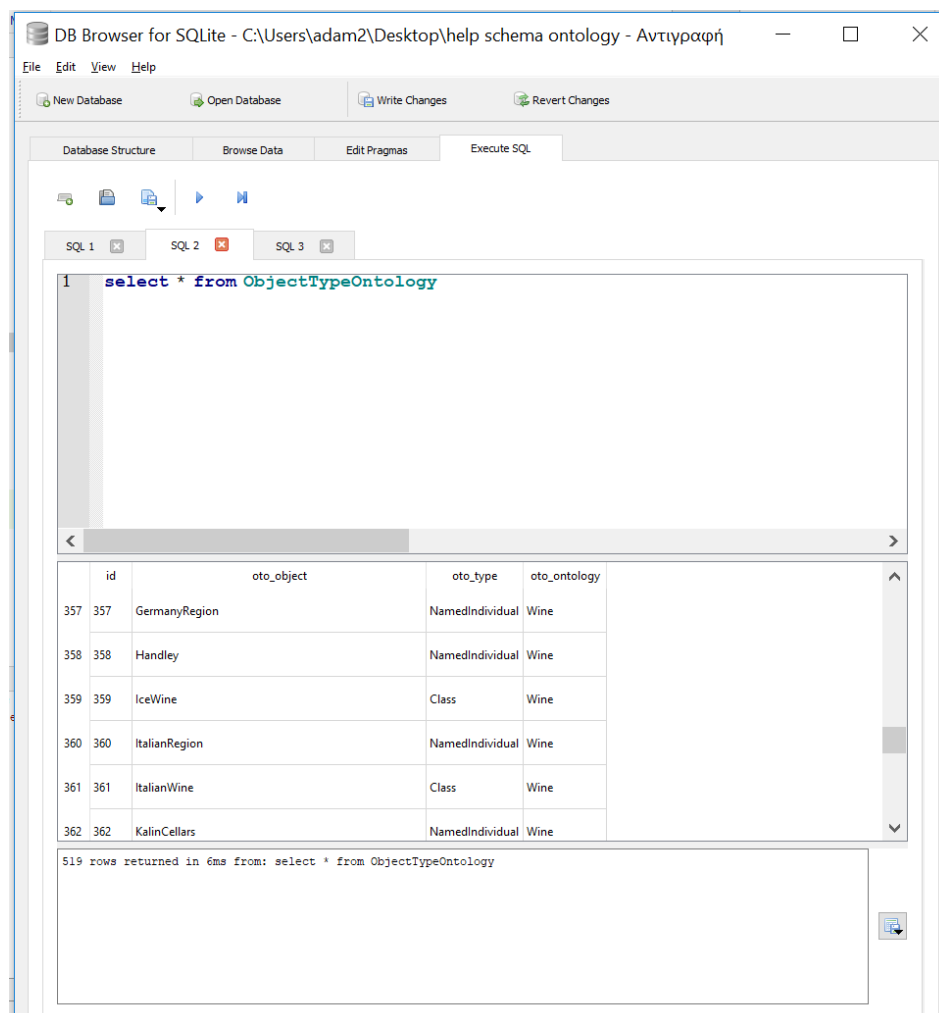 DB Browser for SQLite - C:\Users\adam2\Desktop\help schema ontology - Αντιγραφή
File Edit View Help
New Database Open Database Write Changes Revert Changes
Database Structure Browse Data Edit Pragmas Execute SQL
SQL 1 SQL 2 SQL 3
1 select * from ObjectTypeOntology
id oto_object oto_type oto_ontology
357 357 GermanyRegion NamedIndividual Wine
358 358 Handley NamedIndividual Wine
359 359 IceWine Class Wine
360 360 ItalianRegion NamedIndividual Wine
361 361 ItalianWine Class Wine
362 362 KalinCellars NamedIndividual Wine
519 rows returned in 6ms from: select * from ObjectTypeOntology